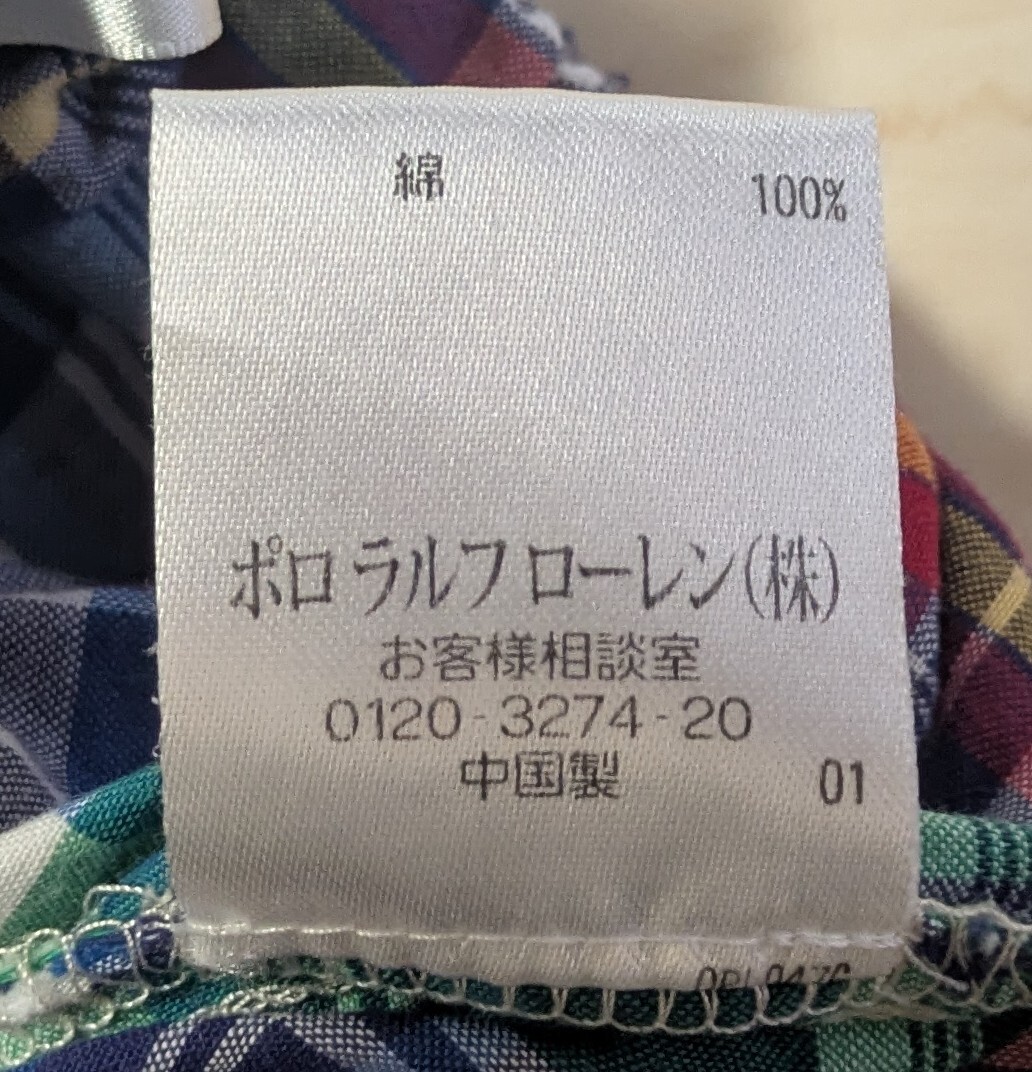 綿 100%
ポロ ラルフ ローレン(株)
お客様相談室
0120-3274-20
中国製 01